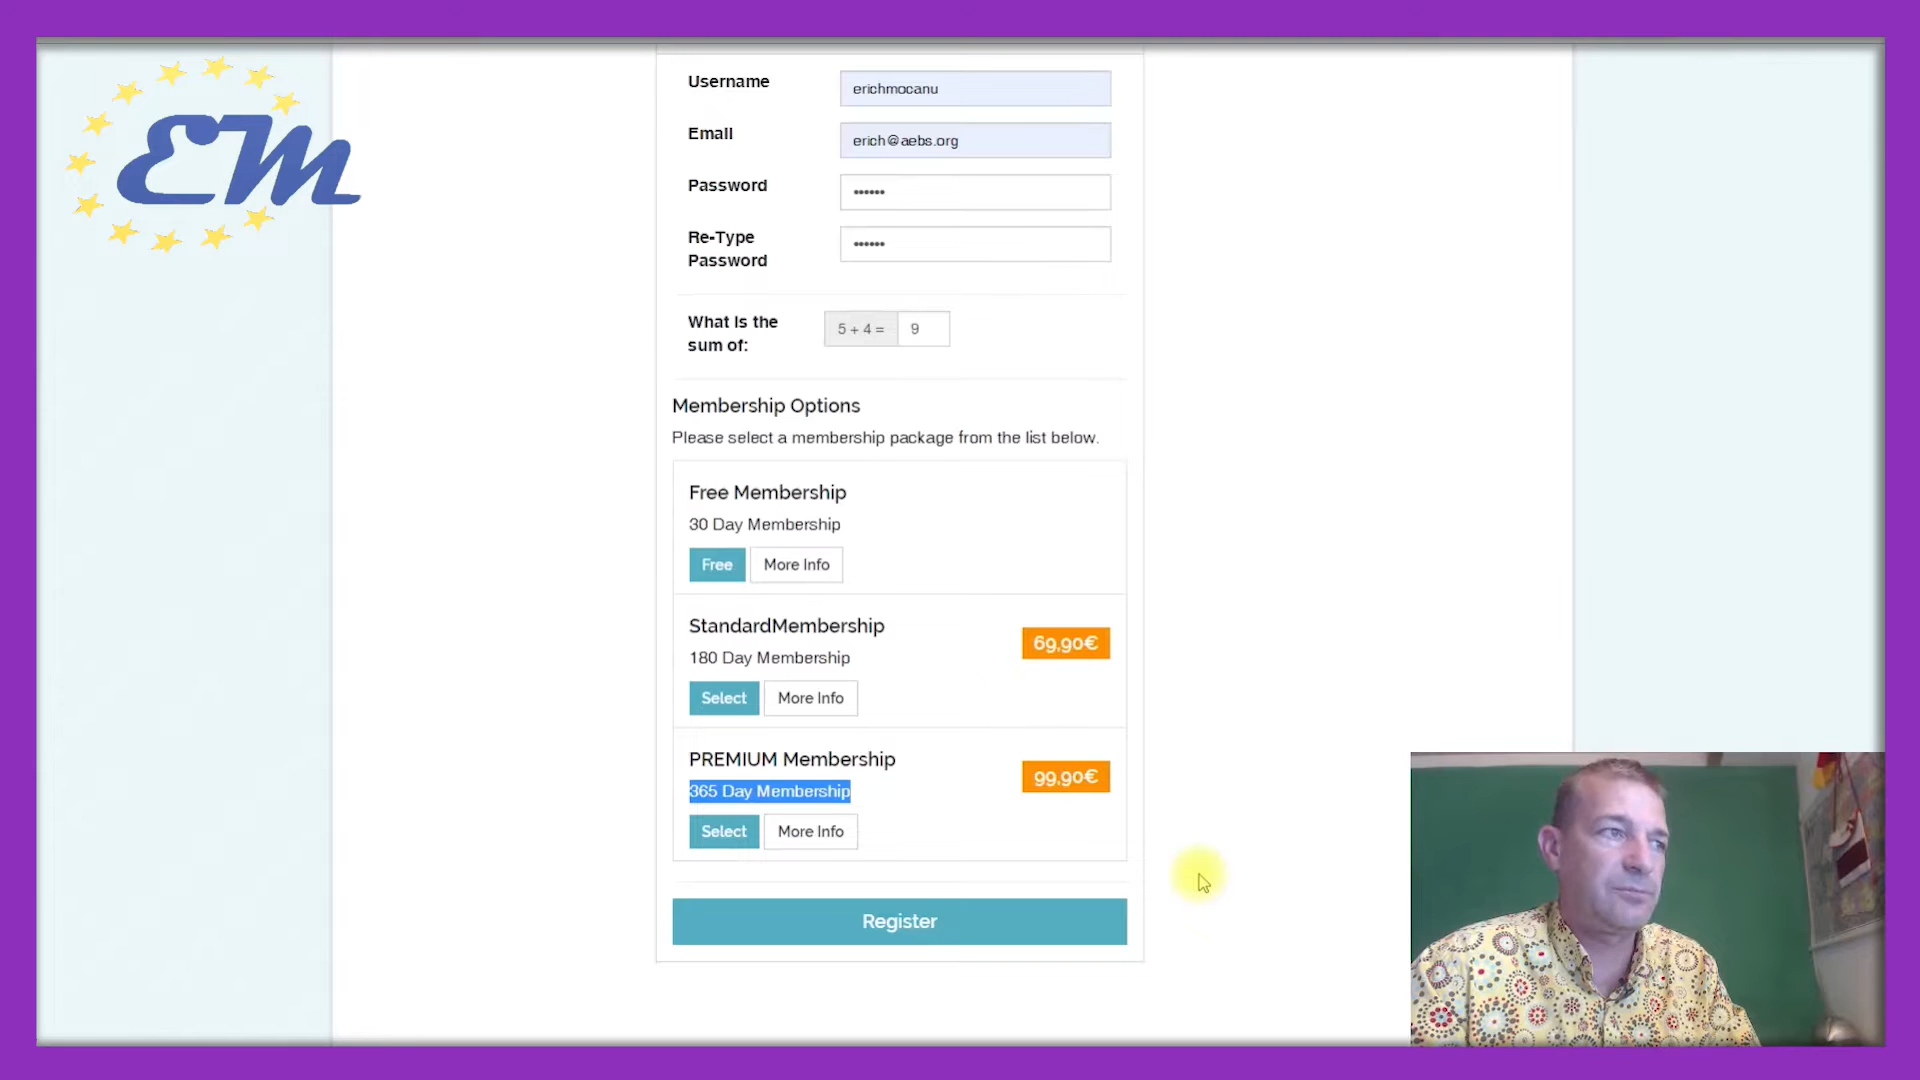 EM
Username
erichmocanu
Email
erich@aebs.org
Password
••••••
Re-Type
Password
••••••
What is the
sum of:
5 + 4 =
9
Membership Options
Please select a membership package from the list below.
Free Membership
30 Day Membership
Free
More Info
StandardMembership
69,90€
180 Day Membership
Select
More Info
PREMIUM Membership
99,90€
365 Day Membership
Select
More Info
Register